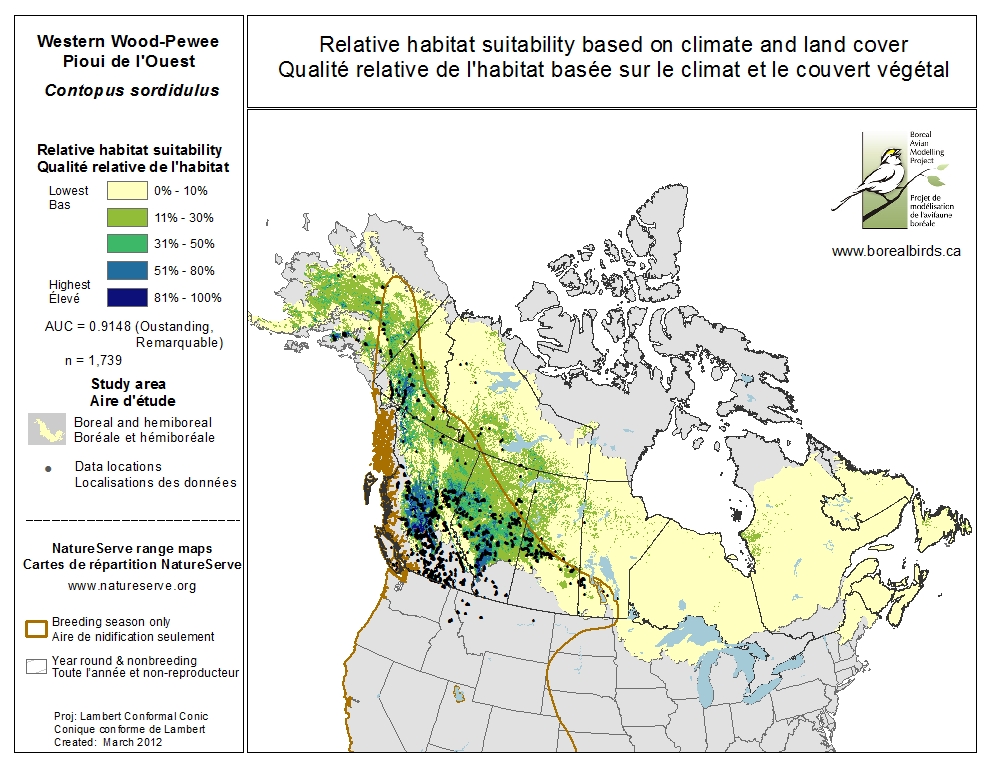 Western Wood-Pewee
Pioui de l'Ouest
Contopus sordidulus
Relative habitat suitability
Qualité relative de l'habitat
Lowest
Bas
0% - 10%
11% - 30%
31% - 50%
51% - 80%
Highest
Élevé
81% - 100%
AUC = 0.9148 (Oustanding,
Remarquable)
n = 1,739
Study area
Aire d'étude
Boreal and hemiboreal
Boréale et hémiboréale
Data locations
Localisations des données
NatureServe range maps
Cartes de répartition NatureServe
www.natureserve.org
Breeding season only
Aire de nidification seulement
Year round & nonbreeding
Toute l'année et non-reproducteur
Proj: Lambert Conformal Conic
Conique conforme de Lambert
Created: March 2012
Relative habitat suitability based on climate and land cover
Qualité relative de l'habitat basée sur le climat et le couvert végétal
Boreal
Avian
Modelling
Project
Projet de
modélisation
de l'avifaune
boréale
www.borealbirds.ca